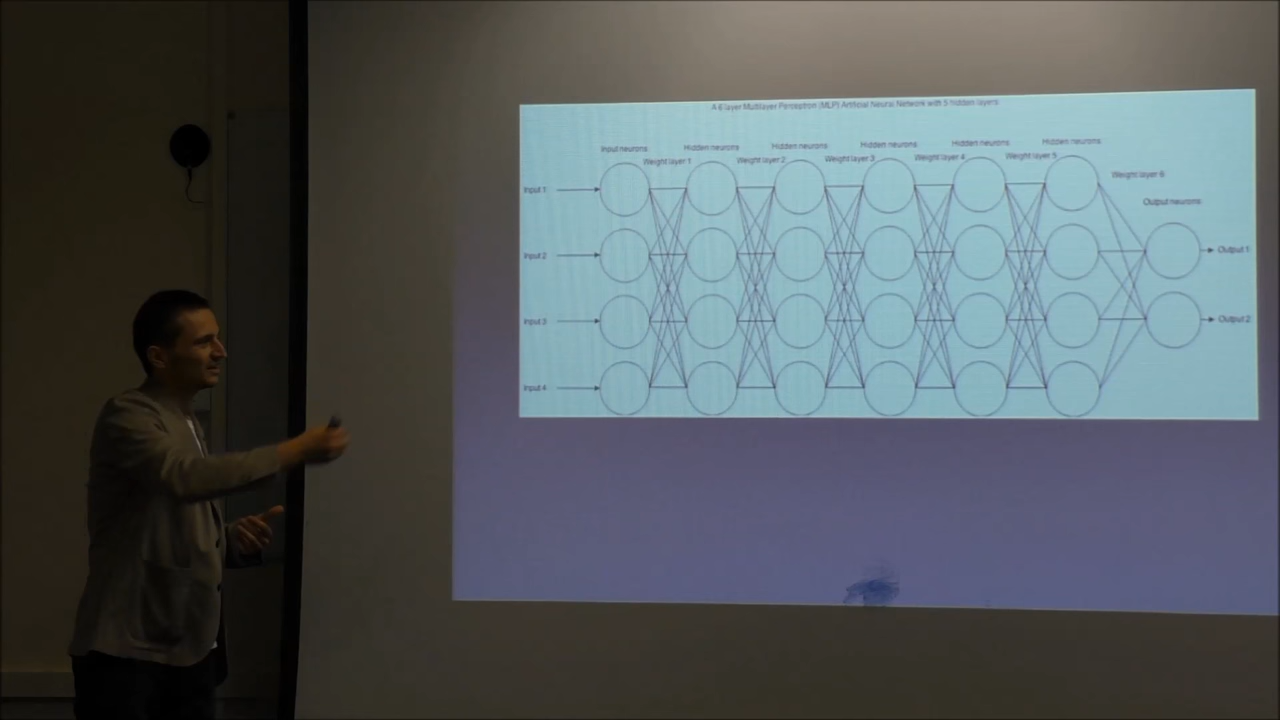 A 6 layer Multilayer Perceptron (MLP) Artificial Neural Network with 5 hidden layers
Input neurons
Hidden neurons
Hidden neurons
Hidden neurons
Hidden neurons
Hidden neurons
Weight layer 1
Weight layer 2
Weight layer 3
Weight layer 4
Weight layer 5
Weight layer 6
Output neurons
Input 1
Input 2
Input 3
Input 4
Output 1
Output 2